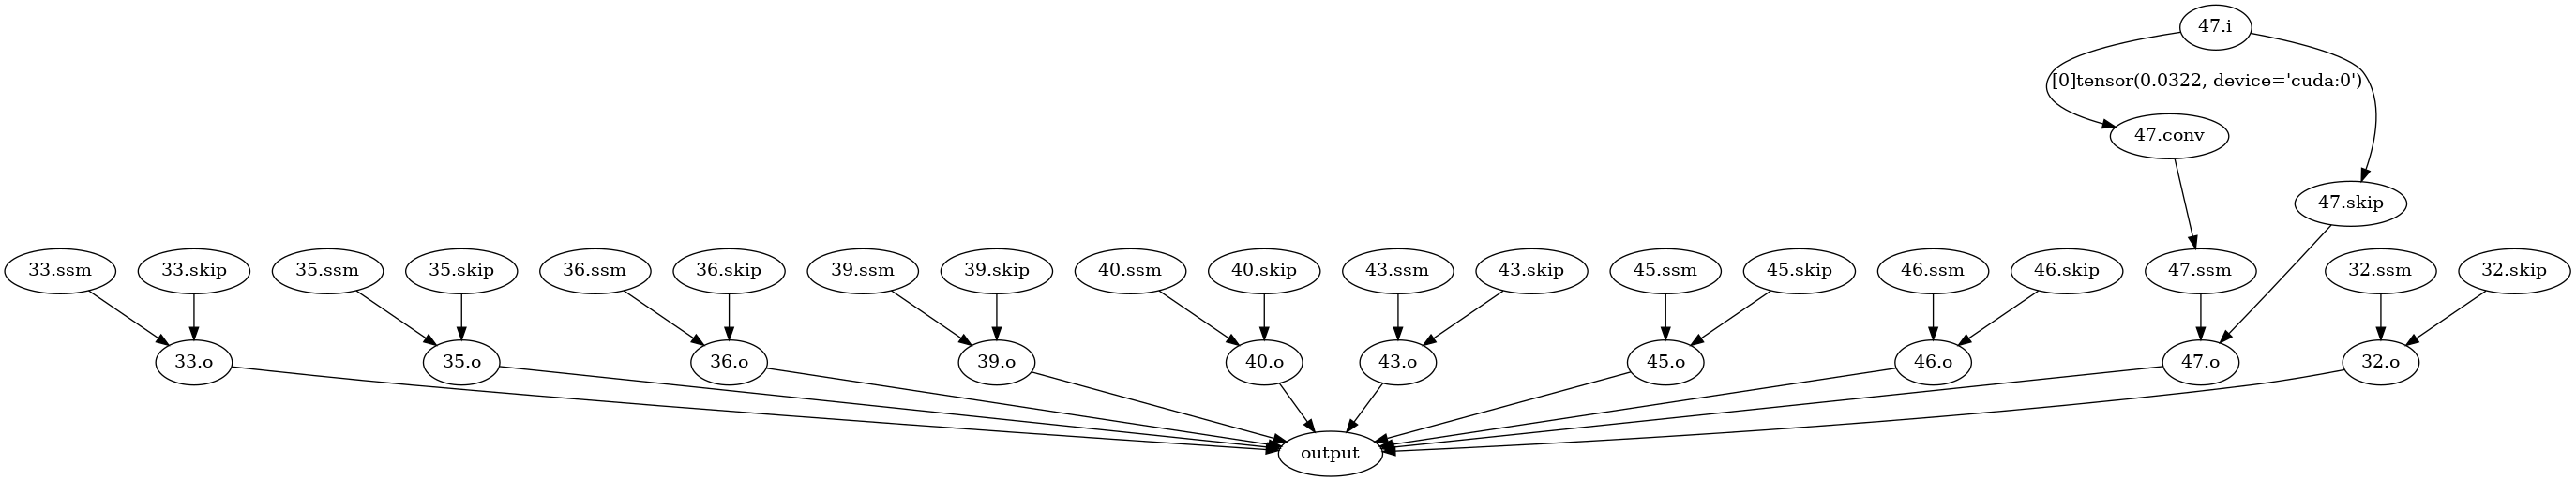 47.i
[0]tensor(0.0322, device='cuda:0')
47.conv
47.skip
33.ssm
33.skip
35.ssm
35.skip
36.ssm
36.skip
39.ssm
39.skip
40.ssm
40.skip
43.ssm
43.skip
45.ssm
45.skip
46.ssm
46.skip
47.ssm
32.ssm
32.skip
33.o
35.o
36.o
39.o
40.o
43.o
45.o
46.o
47.o
32.o
output